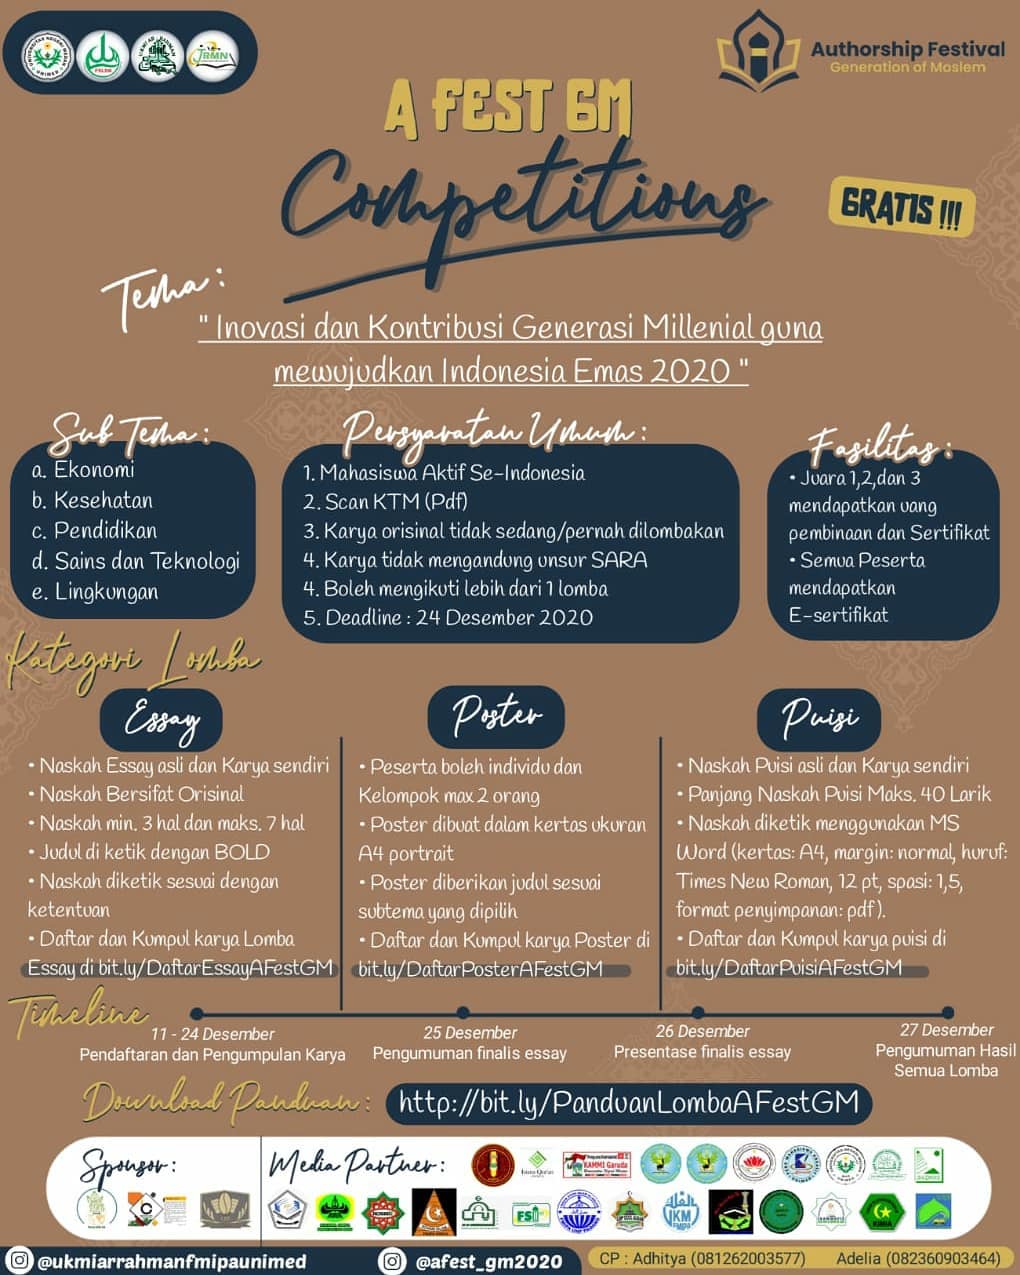 Authorship Festival
Generation of Moslem
A FEST GM
Competitions
GRATIS !!!
Tema :
" Inovasi dan Kontribusi Generasi Millenial guna
mewujudkan Indonesia Emas 2020 "
Sub Tema :
a. Ekonomi
b. Kesehatan
c. Pendidikan
d. Sains dan Teknologi
e. Lingkungan
Persyaratan Umum :
1. Mahasiswa Aktif Se-Indonesia
2. Scan KTM (Pdf)
3. Karya orisinal tidak sedang/pernah dilombakan
4. Karya tidak mengandung unsur SARA
4. Boleh mengikuti lebih dari 1 lomba
5. Deadline : 24 Desember 2020
Fasilitas :
• Juara 1,2,dan 3
mendapatkan uang
pembinaan dan Sertifikat
• Semua Peserta
mendapatkan
E-sertifikat
Kategori Lomba
Essay
• Naskah Essay asli dan Karya sendiri
• Naskah Bersifat Orisinal
• Naskah min. 3 hal dan maks. 7 hal
• Judul di ketik dengan BOLD
• Naskah diketik sesuai dengan
ketentuan
• Daftar dan Kumpul karya Lomba
Essay di bit.ly/DaftarEssayAFestGM
Poster
• Peserta boleh individu dan
Kelompok max 2 orang
• Poster dibuat dalam kertas ukuran
A4 portrait
• Poster diberikan judul sesuai
subtema yang dipilih
• Daftar dan Kumpul karya Poster di
bit.ly/DaftarPosterAFestGM
Puisi
• Naskah Puisi asli dan Karya sendiri
• Panjang Naskah Puisi Maks. 40 Larik
• Naskah diketik menggunakan MS
Word (kertas: A4, margin: normal, huruf:
Times New Roman, 12 pt, spasi: 1,5,
format penyimpanan: pdf).
• Daftar dan Kumpul karya puisi di
bit.ly/DaftarPuisiAFestGM
Timeline
11 - 24 Desember
Pendaftaran dan Pengumpulan Karya
25 Desember
Pengumuman finalis essay
26 Desember
Presentase finalis essay
27 Desember
Pengumuman Hasil
Semua Lomba
Download Panduan :
http://bit.ly/PanduanLombaAFestGM
Sponsor :
Media Partner :
KAMMI Garuda
FSI
IKM
@ukmiarrahmanfmipaunimed
@afest_gm2020
CP : Adhitya (081262003577)
Adelia (082360903464)